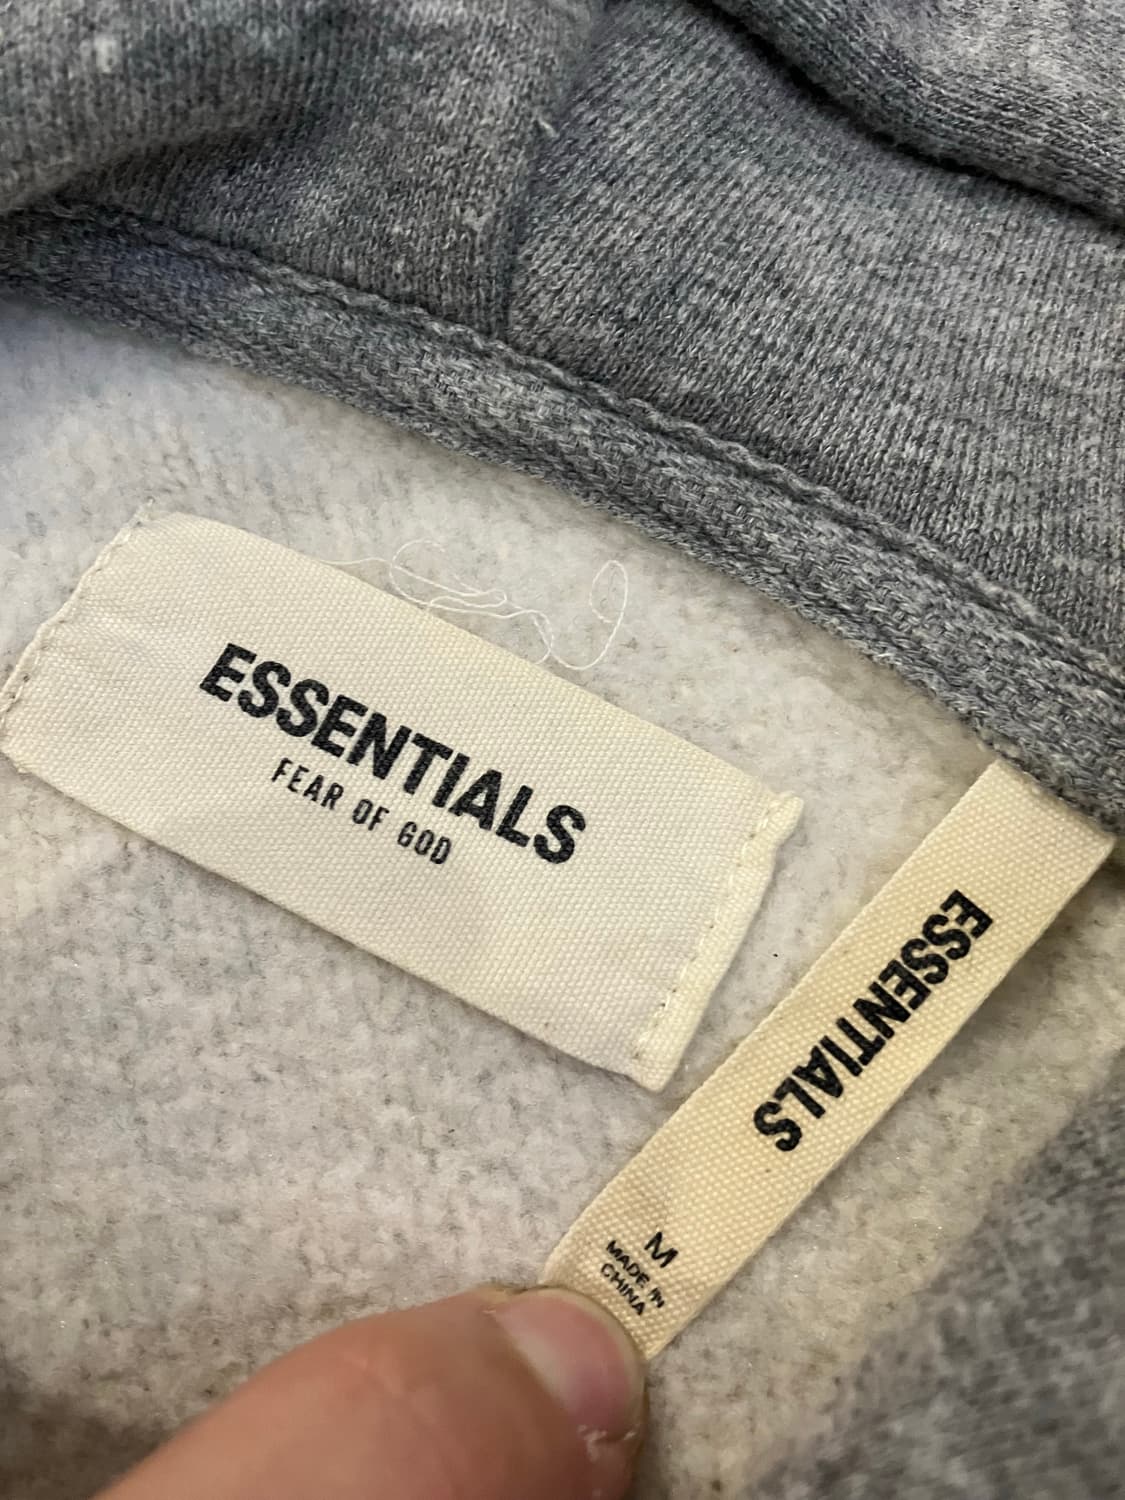 ESSENTIALS
FEAR OF GOD
ESSENTIALS
M
MADE IN
CHINA